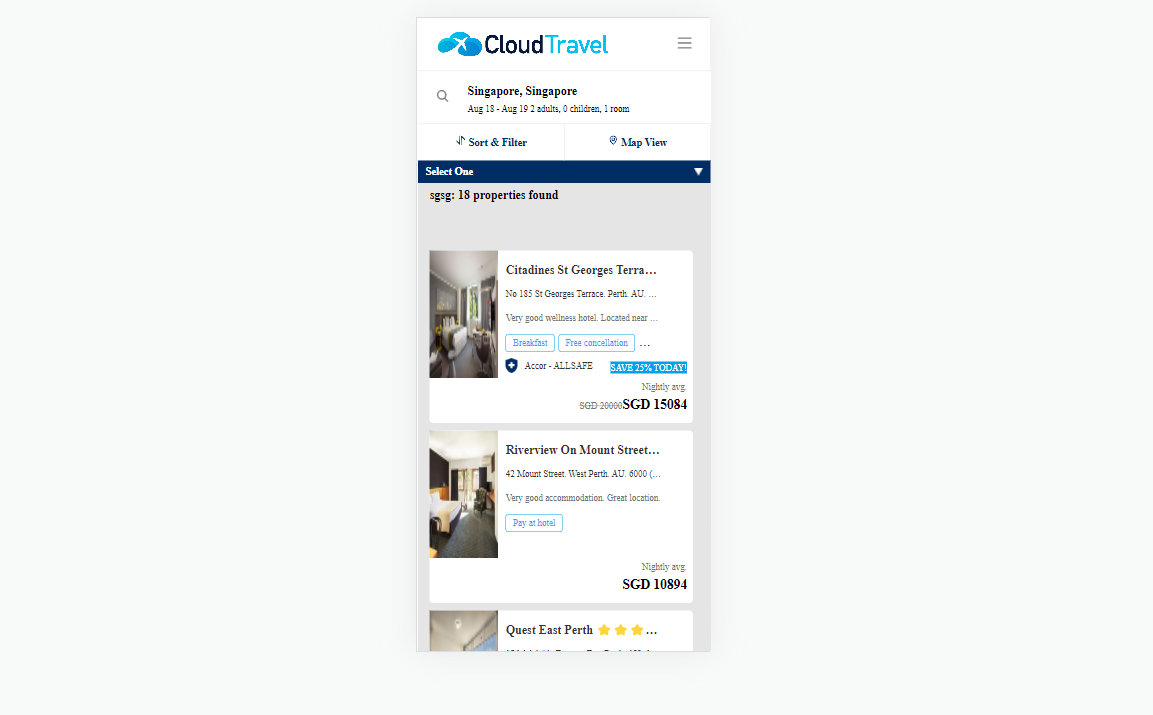 CloudTravel
Singapore, Singapore
Aug 18 - Aug 19 2 adults, 0 children, 1 room
Sort & Filter
Map View
Select One
sgsg: 18 properties found
Citadines St Georges Terra…
No 185 St Georges Terrace. Perth. AU. …
Very good wellness hotel. Located near …
Breakfast Free concellation …
Accor - ALLSAFE SAVE 25% TODAY!
Nightly avg.
SGD 20000SGD 15084
Riverview On Mount Street…
42 Mount Street. West Perth. AU. 6000 (…
Very good accommodation. Great location.
Pay at hotel
Nightly avg.
SGD 10894
Quest East Perth …